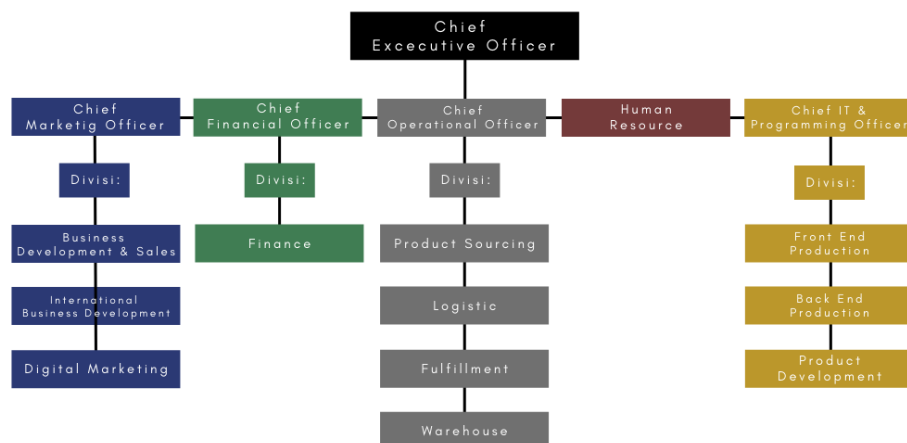 Chief
Excecutive Officer
Chief
Marketig Officer
Chief
Financial Officer
Chief
Operational Officer
Human
Resource
Chief IT &
Programming Officer
Divisi:
Divisi:
Divisi:
Divisi:
Business
Development & Sales
Finance
Product Sourcing
Front End
Production
International
Business Development
Logistic
Back End
Production
Digital Marketing
Fulfillment
Product
Development
Warehouse